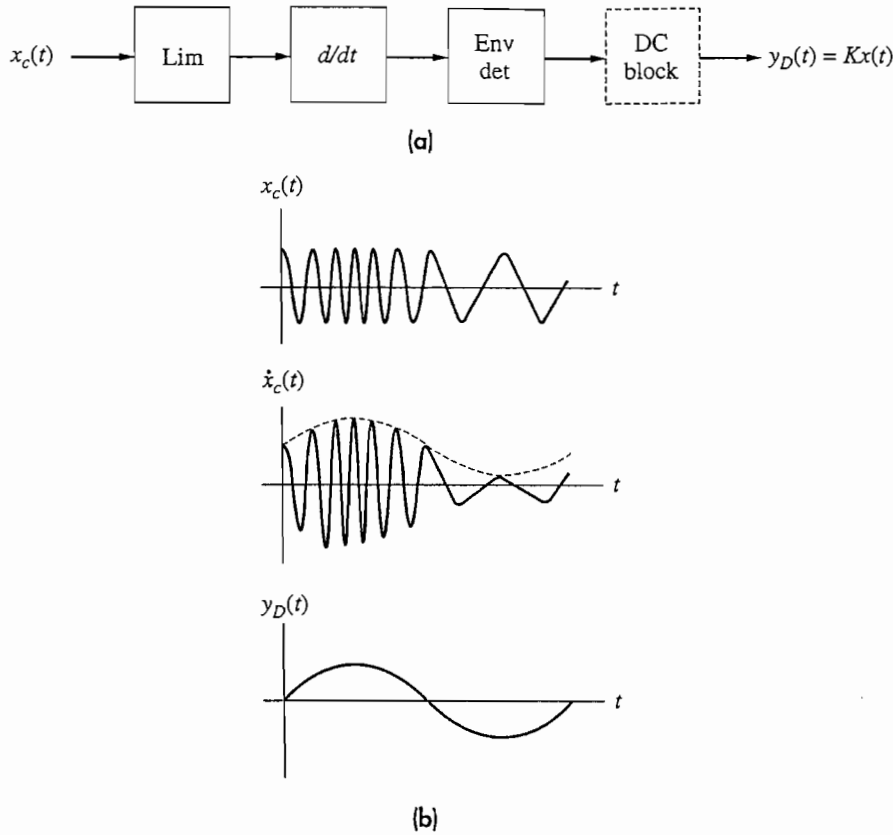 x_c(t) Lim d/dt Env det DC block y_D(t) = Kx(t)
(a)
x_c(t)
t
ẋ_c(t)
t
y_D(t)
t
(b)